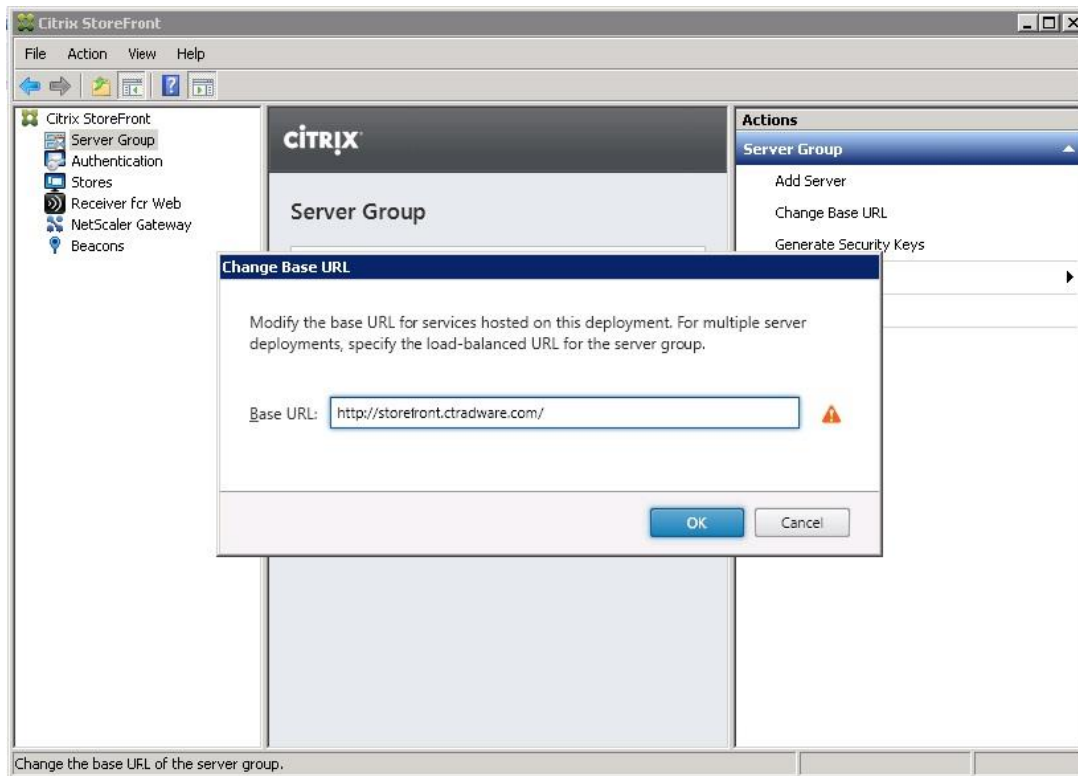 Citrix StoreFront
File Action View Help
Citrix StoreFront
Server Group
Authentication
Stores
Receiver for Web
NetScaler Gateway
Beacons
CITRIX
Server Group
Actions
Server Group
Add Server
Change Base URL
Generate Security Keys
Change Base URL
Modify the base URL for services hosted on this deployment. For multiple server
deployments, specify the load-balanced URL for the server group.
Base URL: http://storefront.ctradware.com/
OK Cancel
Change the base URL of the server group.